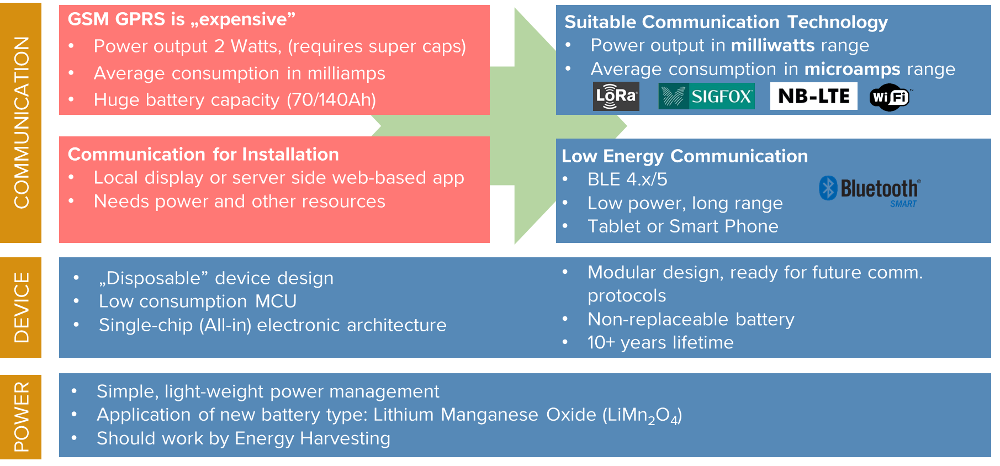 COMMUNICATION
GSM GPRS is „expensive”
• Power output 2 Watts, (requires super caps)
• Average consumption in milliamps
• Huge battery capacity (70/140Ah)
Suitable Communication Technology
• Power output in milliwatts range
• Average consumption in microamps range
LoRa®
SIGFOX™
NB-LTE
WiFi™
Communication for Installation
• Local display or server side web-based app
• Needs power and other resources
Low Energy Communication
• BLE 4.x/5
• Low power, long range
• Tablet or Smart Phone
Bluetooth®
SMART
DEVICE
• „Disposable” device design
• Low consumption MCU
• Single-chip (All-in) electronic architecture
• Modular design, ready for future comm.
protocols
• Non-replaceable battery
• 10+ years lifetime
POWER
• Simple, light-weight power management
• Application of new battery type: Lithium Manganese Oxide (LiMn₂O₄)
• Should work by Energy Harvesting